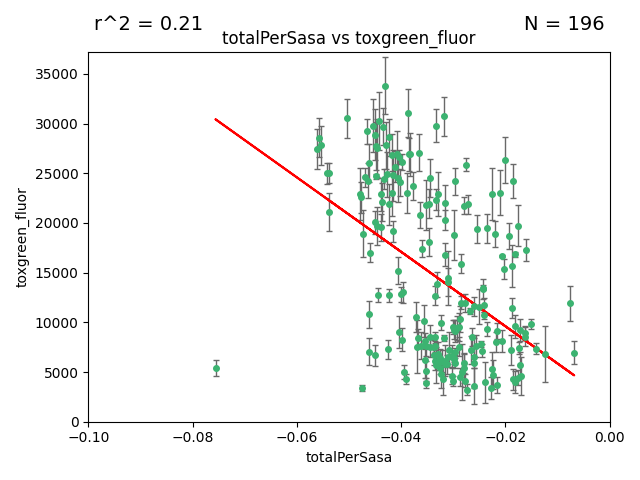 r^2 = 0.21
N = 196
totalPerSasa vs toxgreen_fluor
35000
30000
25000
20000
15000
10000
5000
0
toxgreen_fluor
−0.10
−0.08
−0.06
−0.04
−0.02
0.00
totalPerSasa